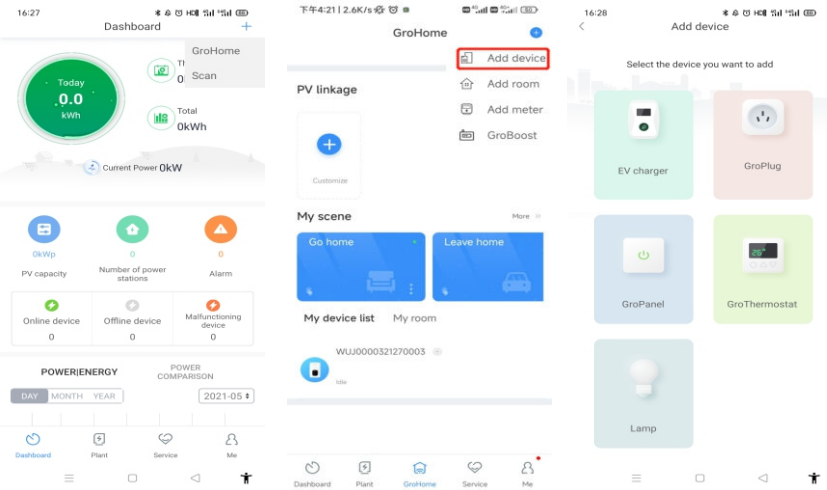 16:27
Dashboard
+
GroHome
Scan
Today
0.0
kWh
Th
0
Total
0kWh
Current Power 0kW
0kWp
PV capacity
0
Number of power
stations
0
Alarm
Online device
0
Offline device
0
Malfunctioning
device
0
POWER|ENERGY
POWER
COMPARISON
DAY MONTH YEAR
2021-05
Dashboard
Plant
Service
Me
下午4:21 | 2.6K/s
GroHome
Add device
Add room
Add meter
GroBoost
PV linkage
Customize
My scene
More
Go home
Leave home
My device list My room
WUJ0000321270003
Idle
Dashboard
Plant
GroHome
Service
Me
16:28
Add device
Select the device you want to add
EV charger
GroPlug
GroPanel
GroThermostat
Lamp